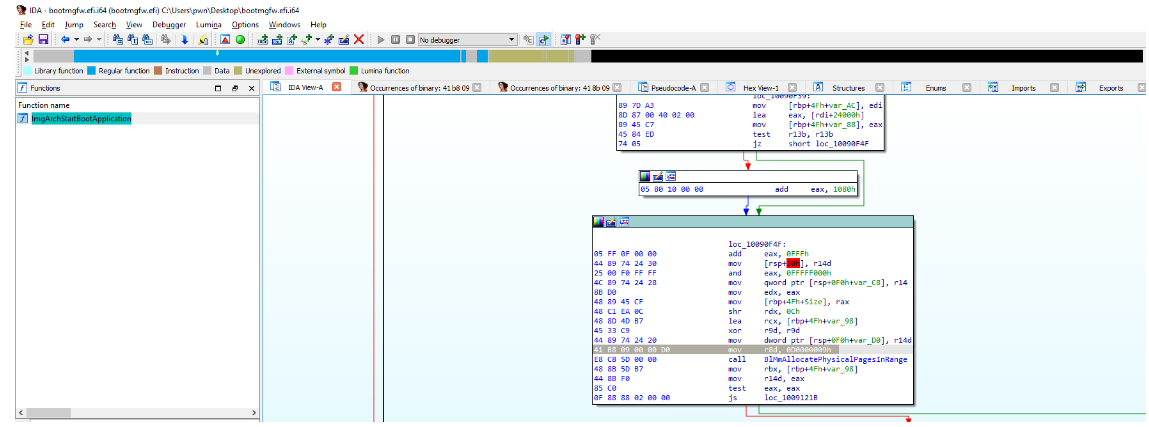 IDA - bootmgfw.efi.i64 (bootmgfw.efi) C:\Users\pwn\Desktop\bootmgfw.efi.i64
File Edit Jump Search View Debugger Lumina Options Windows Help
No debugger
Library function Regular function Instruction Data Unexplored External symbol Lumina function
Functions
IDA View-A Occurrences of binary: 41 b8 09 Occurrences of binary: 41 8b 09 Pseudocode-A Hex View-1 Structures Enums Imports Exports
Function name
ImgArchStartBootApplication
loc_10090F39:
89 7D A3 mov [rbp+4Fh+var_AC], edi
8D 87 00 40 02 00 lea eax, [rdi+24000h]
89 45 C7 mov [rbp+4Fh+var_88], eax
45 84 ED test r13b, r13b
74 05 jz short loc_10090F4F
05 80 10 00 00 add eax, 1080h
loc_10090F4F:
05 FF 0F 00 00 add eax, 0FFFh
44 89 74 24 30 mov [rsp+ ], r14d
25 00 F0 FF FF and eax, 0FFFFF000h
4C 89 74 24 28 mov qword ptr [rsp+0F0h+var_C8], r14
8B D0 mov edx, eax
48 89 45 CF mov [rbp+4Fh+Size], rax
48 C1 EA 0C shr rdx, 0Ch
48 8D 4D B7 lea rcx, [rbp+4Fh+var_98]
45 33 C9 xor r9d, r9d
44 89 74 24 20 mov dword ptr [rsp+0F0h+var_D0], r14d
41 B8 09 00 00 D0 mov r8d, 0D0000009h
E8 CB 5D 00 00 call BlMmAllocatePhysicalPagesInRange
48 8B 5D B7 mov rbx, [rbp+4Fh+var_98]
44 8B F0 mov r14d, eax
85 C0 test eax, eax
0F 88 88 02 00 00 js loc_1009121B